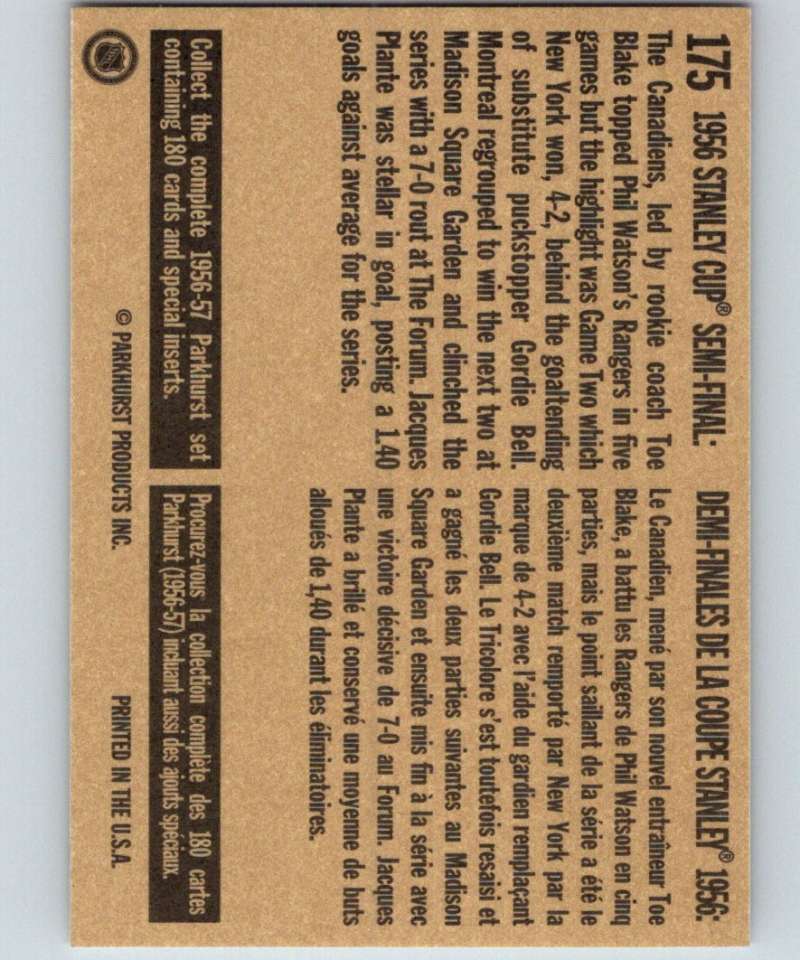 175 1956 STANLEY CUP® SEMI-FINAL:
The Canadiens, led by rookie coach Toe
Blake topped Phil Watson's Rangers in five
games but the highlight was Game Two which
New York won, 4-2, behind the goaltending
of substitute puckstopper Gordie Bell.
Montreal regrouped to win the next two at
Madison Square Garden and clinched the
series with a 7-0 rout at The Forum. Jacques
Plante was stellar in goal, posting a 1.40
goals against average for the series.
DEMI-FINALES DE LA COUPE STANLEY® 1956:
Le Canadien, mené par son nouvel entraîneur Toe
Blake, a battu les Rangers de Phil Watson en cinq
parties, mais le point saillant de la série a été le
deuxième match remporté par New York par la
marque de 4-2 avec l'aide du gardien remplaçant
Gordie Bell. Le Tricolore s'est toutefois resaisi et
a gagné les deux parties suivantes au Madison
Square Garden et ensuite mis fin à la série avec
une victoire décisive de 7-0 au Forum. Jacques
Plante a brillé et conservé une moyenne de buts
alloués de 1,40 durant les éliminatoires.
Collect the complete 1956-57 Parkhurst set
containing 180 cards and special inserts.
Procurez-vous la collection complète des 180 cartes
Parkhurst (1956-57) incluant aussi des ajouts spéciaux.
© PARKHURST PRODUCTS INC.
PRINTED IN THE U.S.A.